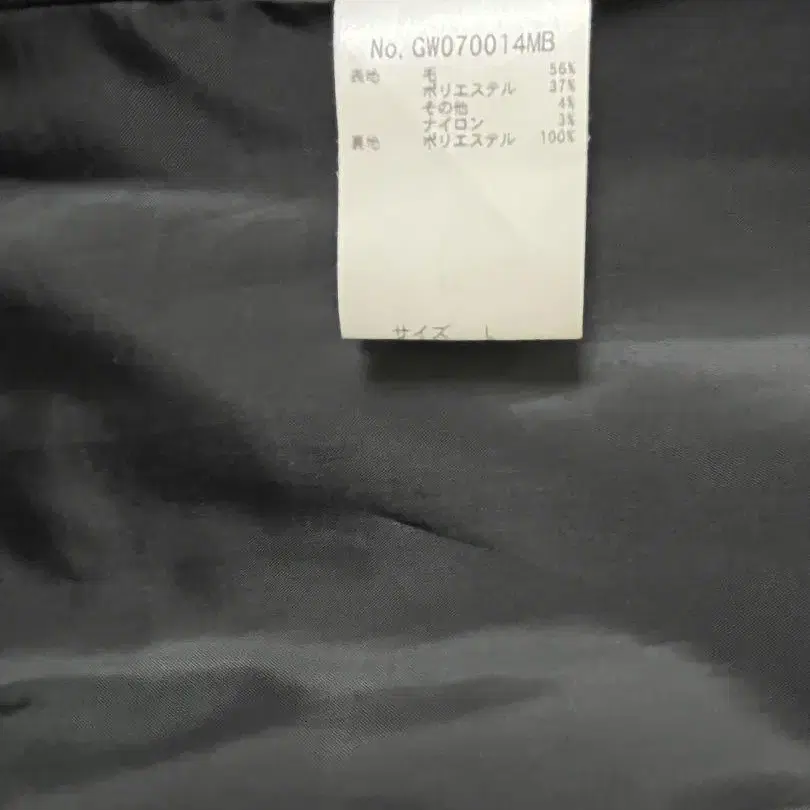 No. GW070014MB
表地 毛 56%
ポリエステル 37%
その他 4%
ナイロン 3%
裏地 ポリエステル 100%
サイズ L